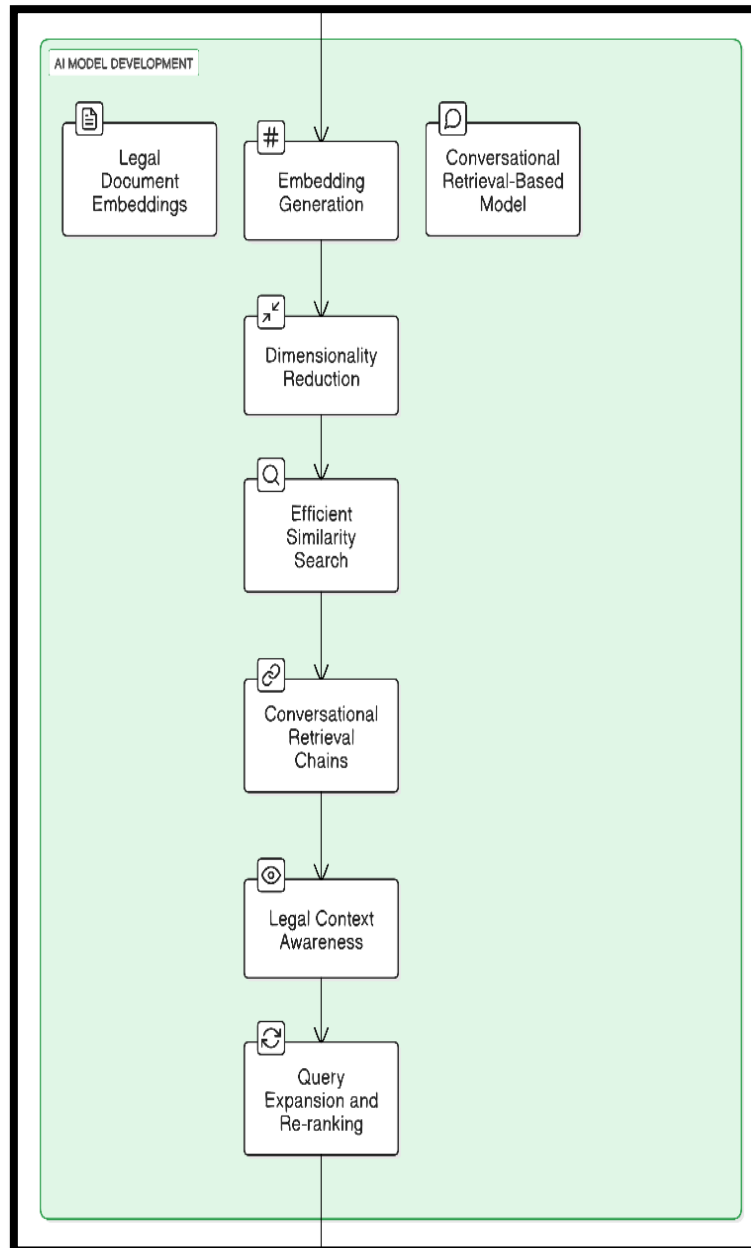 AI MODEL DEVELOPMENT
Legal
Document
Embeddings
Embedding
Generation
Conversational
Retrieval-Based
Model
Dimensionality
Reduction
Efficient
Similarity
Search
Conversational
Retrieval
Chains
Legal Context
Awareness
Query
Expansion and
Re-ranking